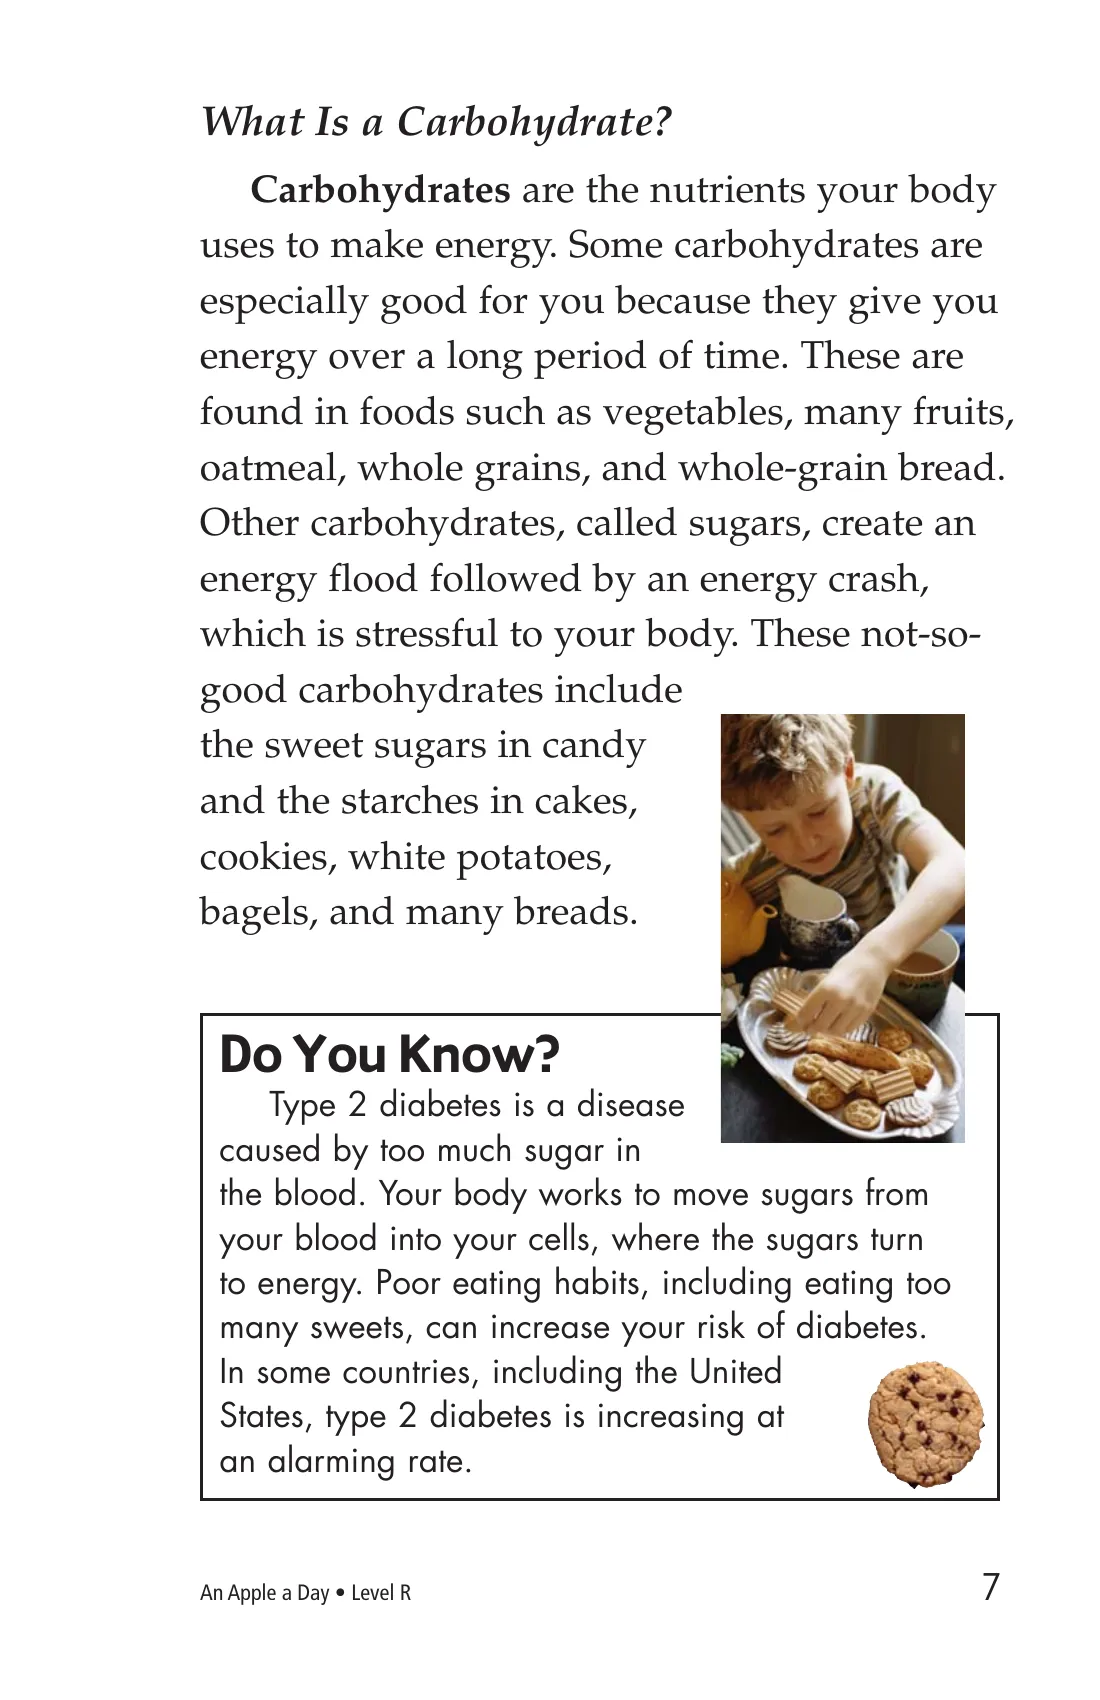 What Is a Carbohydrate?
Carbohydrates are the nutrients your body
uses to make energy. Some carbohydrates are
especially good for you because they give you
energy over a long period of time. These are
found in foods such as vegetables, many fruits,
oatmeal, whole grains, and whole-grain bread.
Other carbohydrates, called sugars, create an
energy flood followed by an energy crash,
which is stressful to your body. These not-so-
good carbohydrates include
the sweet sugars in candy
and the starches in cakes,
cookies, white potatoes,
bagels, and many breads.
Do You Know?
Type 2 diabetes is a disease
caused by too much sugar in
the blood. Your body works to move sugars from
your blood into your cells, where the sugars turn
to energy. Poor eating habits, including eating too
many sweets, can increase your risk of diabetes.
In some countries, including the United
States, type 2 diabetes is increasing at
an alarming rate.
An Apple a Day • Level R 7